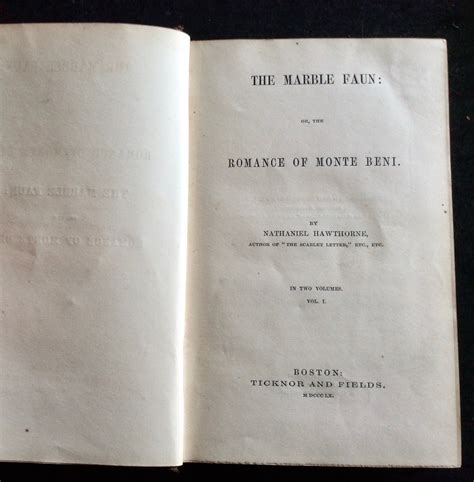 THE MARBLE FAUN:
OR, THE
ROMANCE OF MONTE BENI.
BY
NATHANIEL HAWTHORNE,
AUTHOR OF "THE SCARLET LETTER," ETC., ETC.
IN TWO VOLUMES.
VOL. I.
BOSTON:
TICKNOR AND FIELDS.
MDCCCLX.